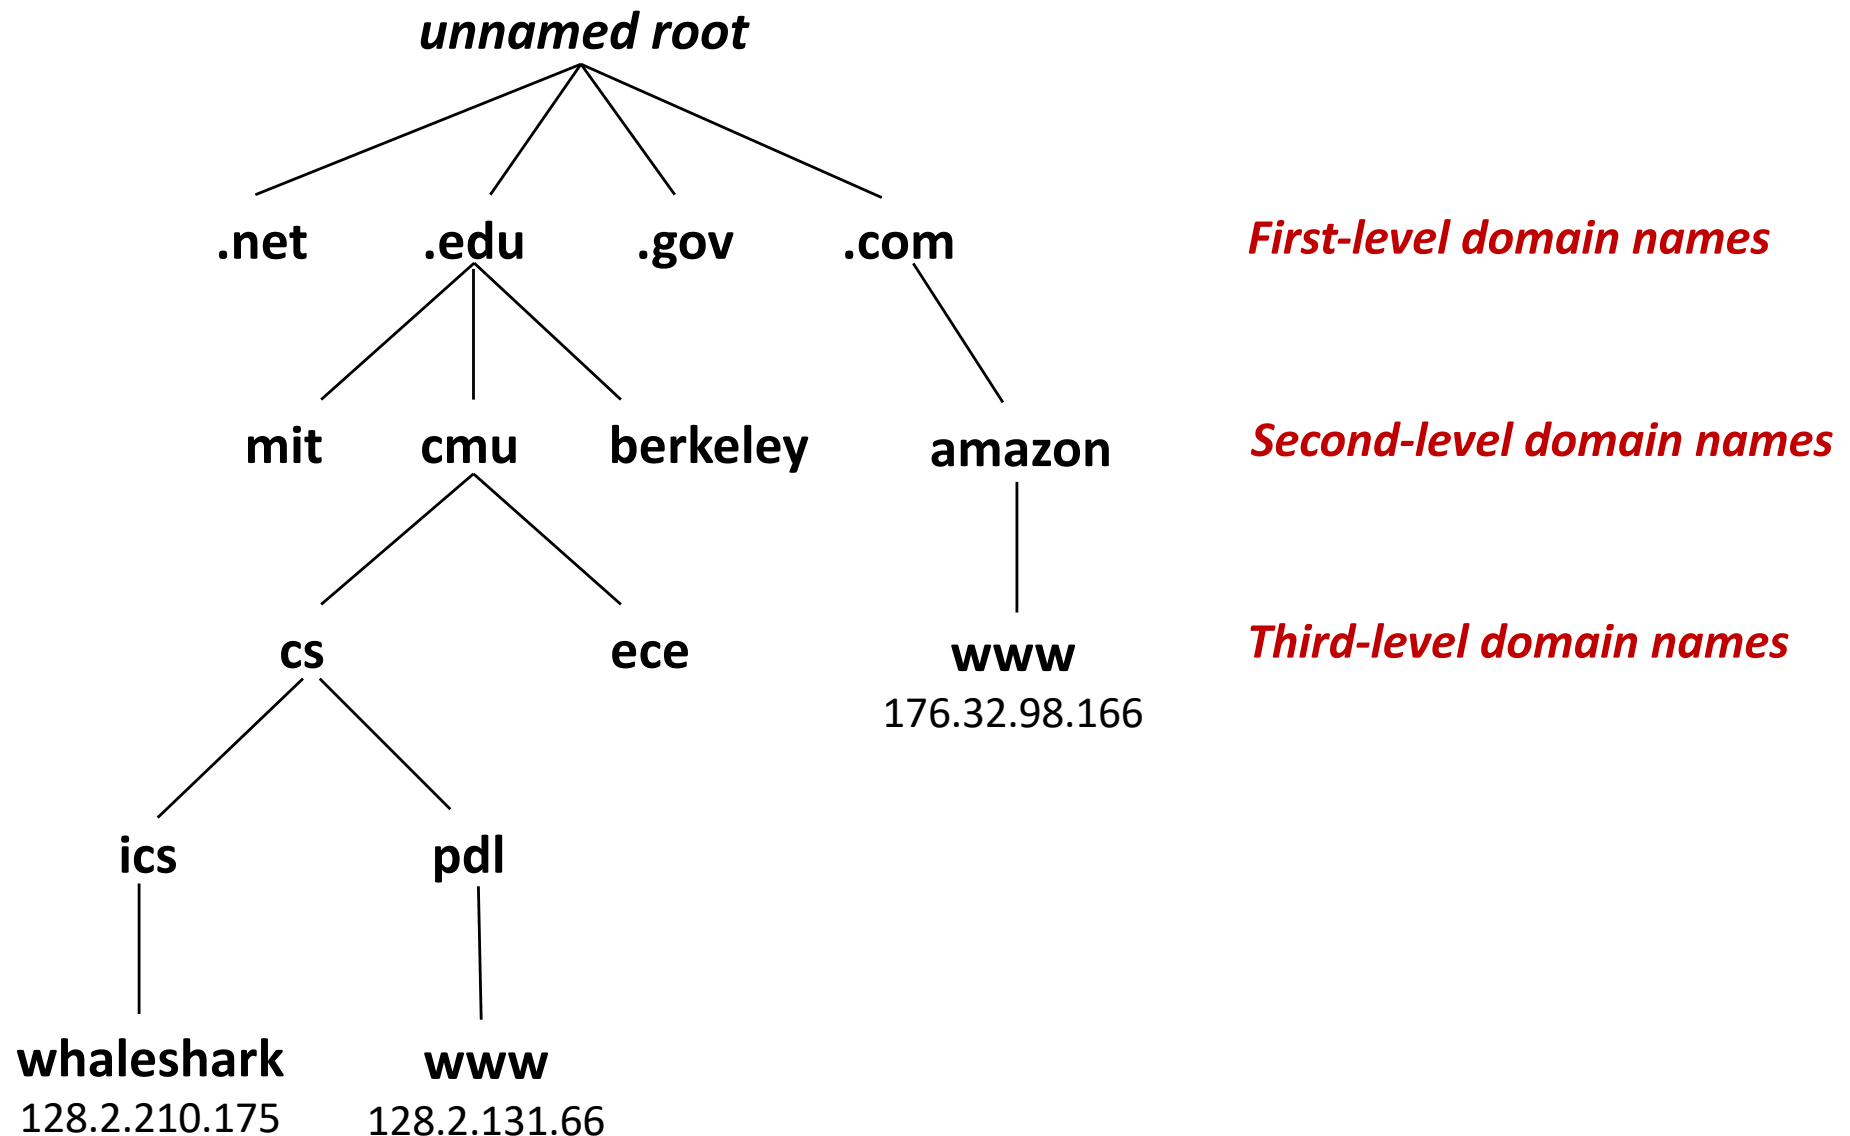 unnamed root
.net .edu .gov .com First-level domain names
mit cmu berkeley amazon Second-level domain names
cs ece www Third-level domain names
176.32.98.166
ics pdl
whaleshark www
128.2.210.175 128.2.131.66